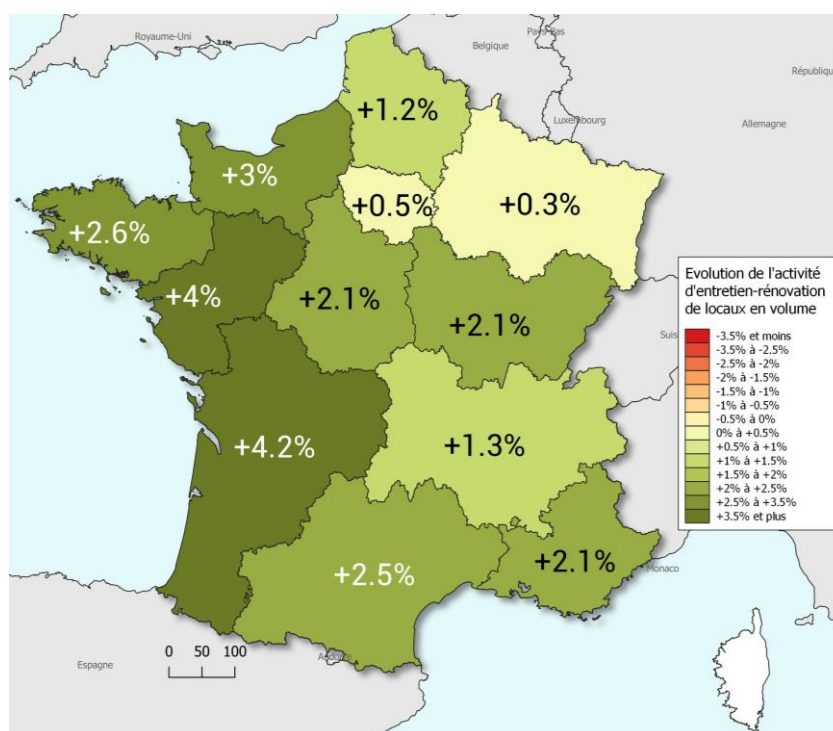 Royaume-Uni
Pays-Bas
Belgique
République
Luxembourg
Allemagne
+1.2%
+3%
+0.5%
+0.3%
+2.6%
+4%
+2.1%
+2.1%
Suis
+4.2%
+1.3%
+2.5%
+2.1%
Monaco
Espagne
0 50 100
Evolution de l'activité
d'entretien-rénovation
de locaux en volume
-3.5% et moins
-3.5% à -2.5%
-2.5% à -2%
-2% à -1.5%
-1.5% à -1%
-1% à -0.5%
-0.5% à 0%
0% à +0.5%
+0.5% à +1%
+1% à +1.5%
+1.5% à +2%
+2% à +2.5%
+2.5% à +3.5%
+3.5% et plus